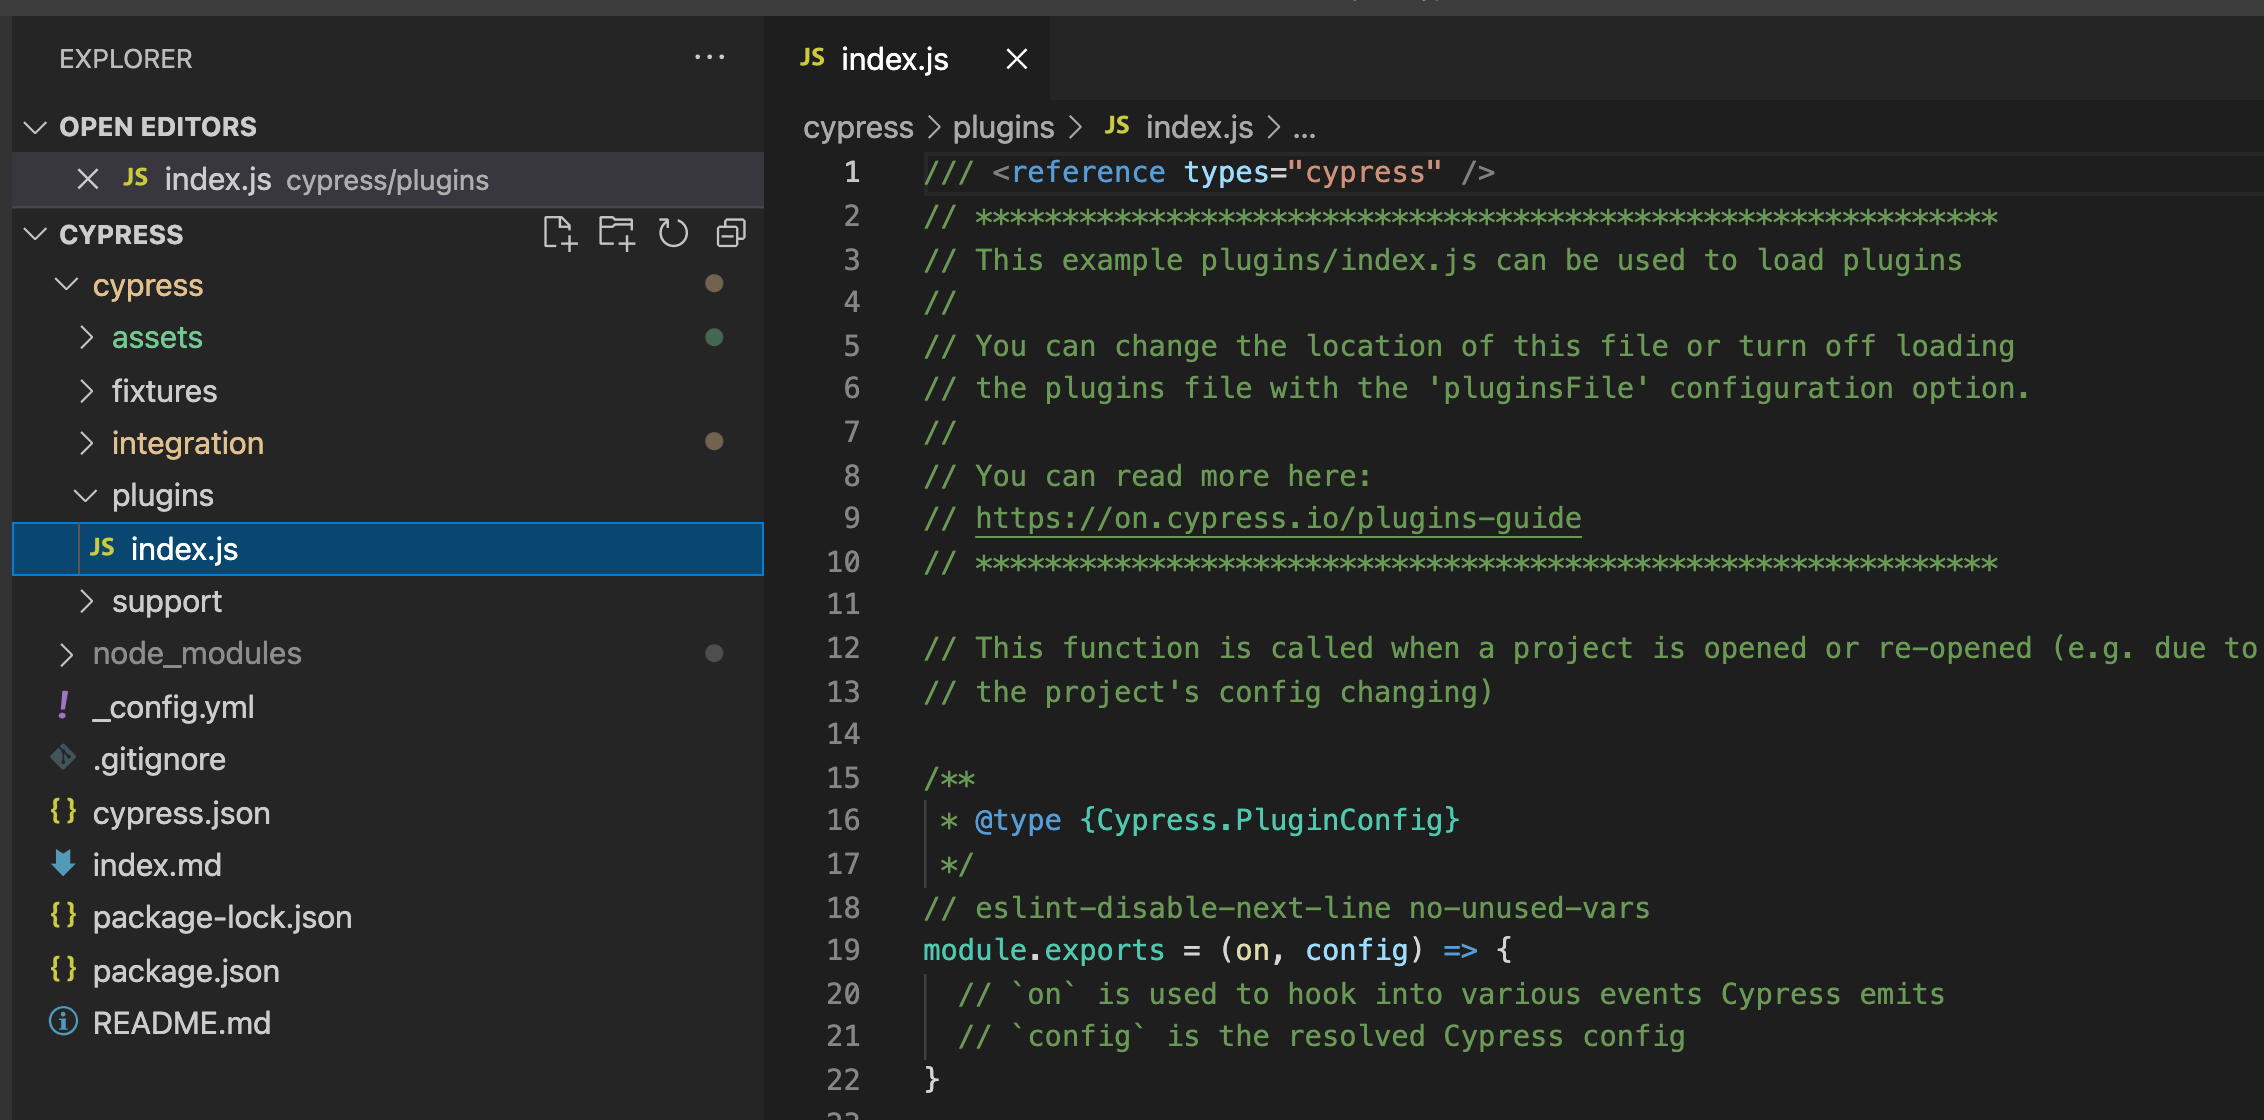 EXPLORER
OPEN EDITORS
JS index.js cypress/plugins
CYPRESS
cypress
assets
fixtures
integration
plugins
JS index.js
support
node_modules
! _config.yml
.gitignore
{} cypress.json
index.md
{} package-lock.json
{} package.json
README.md
JS index.js
cypress > plugins > JS index.js > ...
1 /// <reference types="cypress" />
2 // ***********************************************************
3 // This example plugins/index.js can be used to load plugins
4 //
5 // You can change the location of this file or turn off loading
6 // the plugins file with the 'pluginsFile' configuration option.
7 //
8 // You can read more here:
9 // https://on.cypress.io/plugins-guide
10 // ***********************************************************
11
12 // This function is called when a project is opened or re-opened (e.g. due to
13 // the project's config changing)
14
15 /**
16 * @type {Cypress.PluginConfig}
17 */
18 // eslint-disable-next-line no-unused-vars
19 module.exports = (on, config) => {
20 // `on` is used to hook into various events Cypress emits
21 // `config` is the resolved Cypress config
22 }